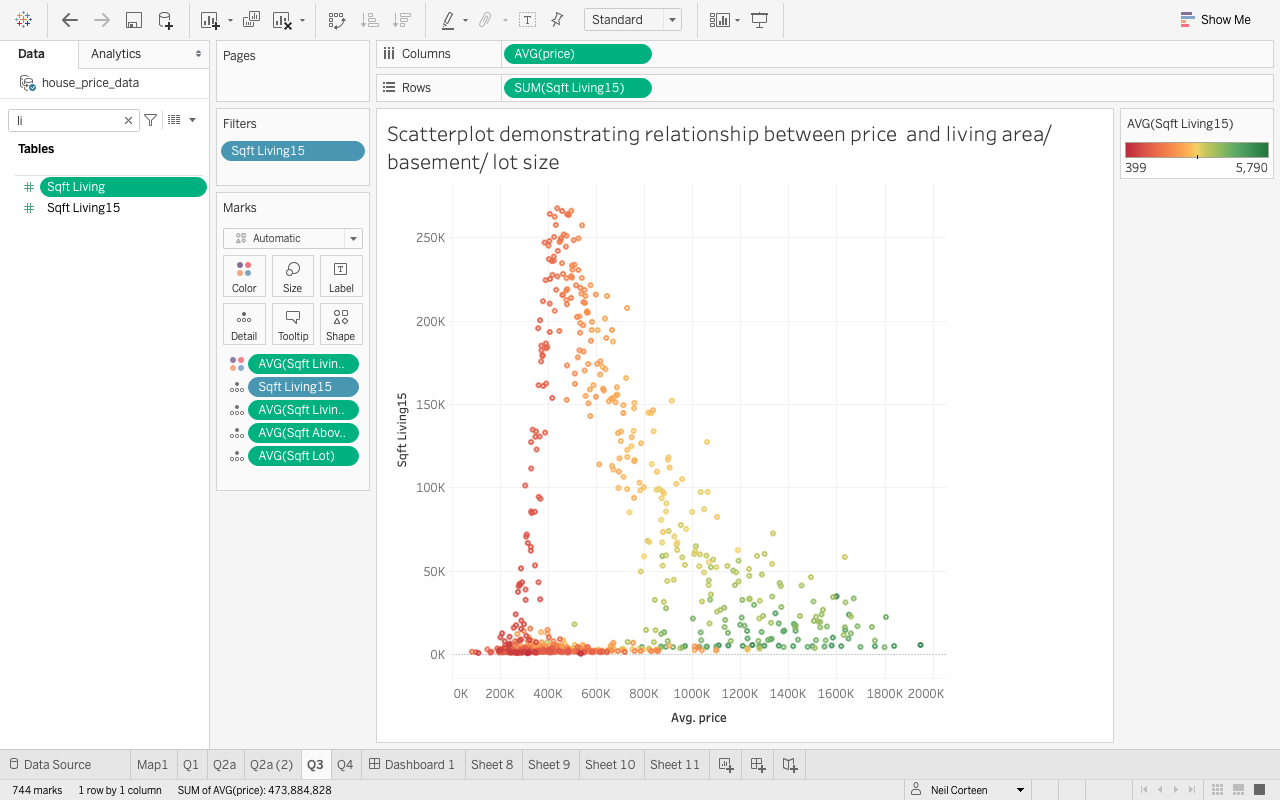 Standard
Show Me
Data
Analytics
Pages
Columns
AVG(price)
Rows
SUM(Sqft Living15)
house_price_data
li
Tables
Sqft Living
Sqft Living15
Filters
Sqft Living15
Marks
Automatic
Color
Size
Label
Detail
Tooltip
Shape
AVG(Sqft Livin..
Sqft Living15
AVG(Sqft Livin..
AVG(Sqft Abov..
AVG(Sqft Lot)
Scatterplot demonstrating relationship between price and living area/
basement/ lot size
250K
200K
150K
100K
50K
0K
Sqft Living15
0K 200K 400K 600K 800K 1000K 1200K 1400K 1600K 1800K 2000K
Avg. price
AVG(Sqft Living15)
399 5,790
Data Source
Map1
Q1
Q2a
Q2a (2)
Q3
Q4
Dashboard 1
Sheet 8
Sheet 9
Sheet 10
Sheet 11
744 marks
1 row by 1 column
SUM of AVG(price): 473,884,828
Neil Corteen